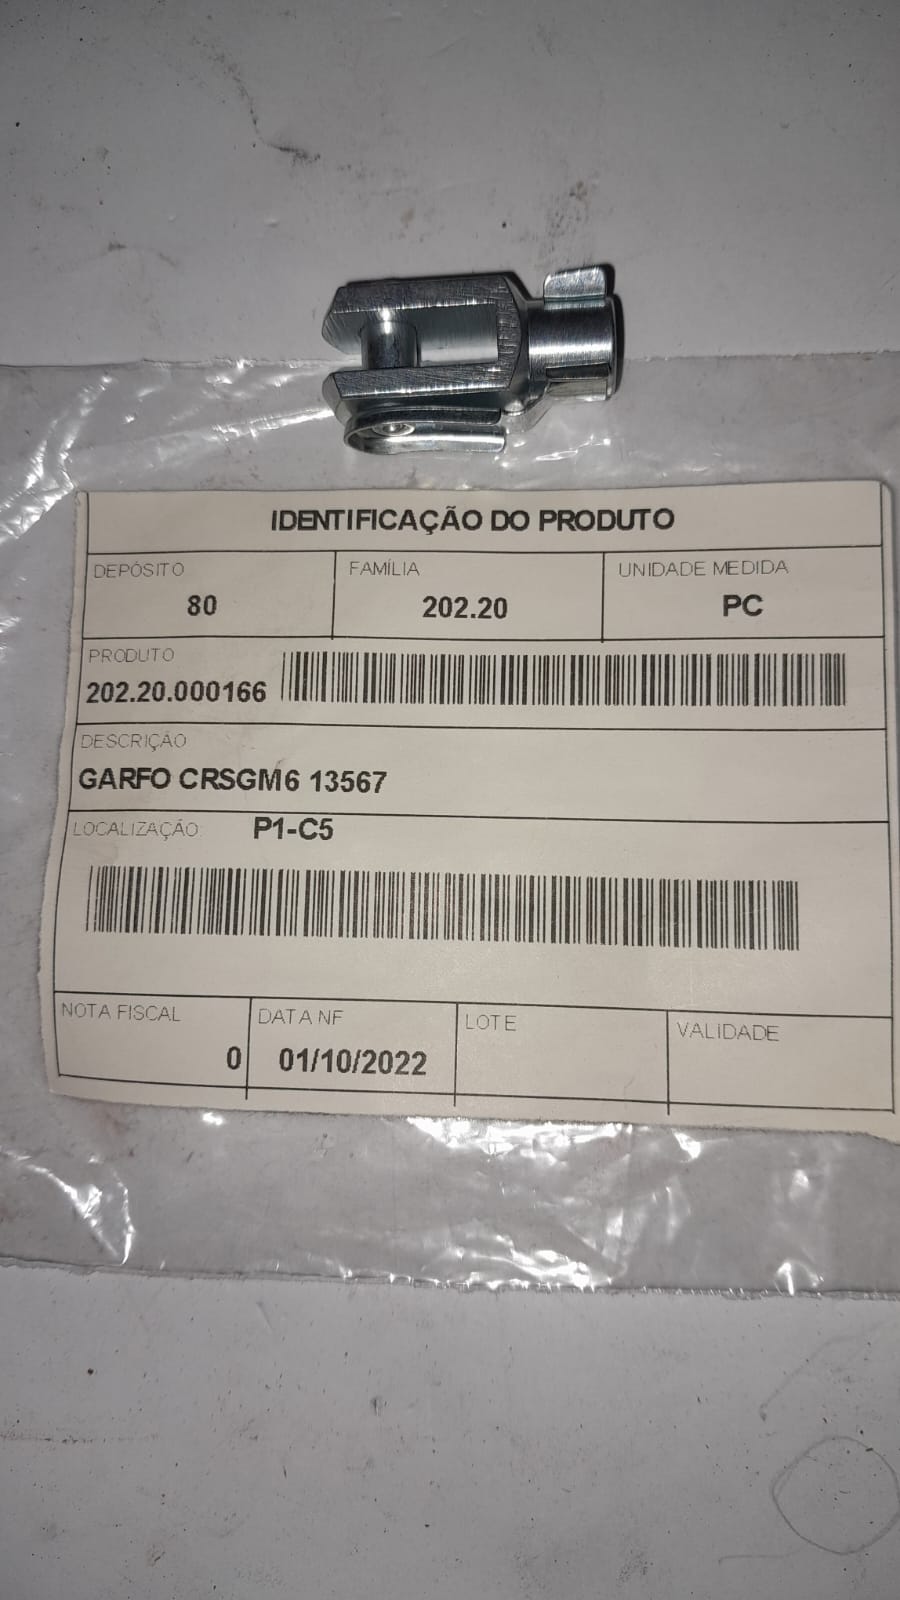 IDENTIFICAÇÃO DO PRODUTO
DEPÓSITO FAMÍLIA UNIDADE MEDIDA
80 202.20 PC
PRODUTO
202.20.000166
DESCRIÇÃO
GARFO CRSGM6 13567
LOCALIZAÇÃO: P1-C5
NOTA FISCAL DATA NF LOTE VALIDADE
0 01/10/2022